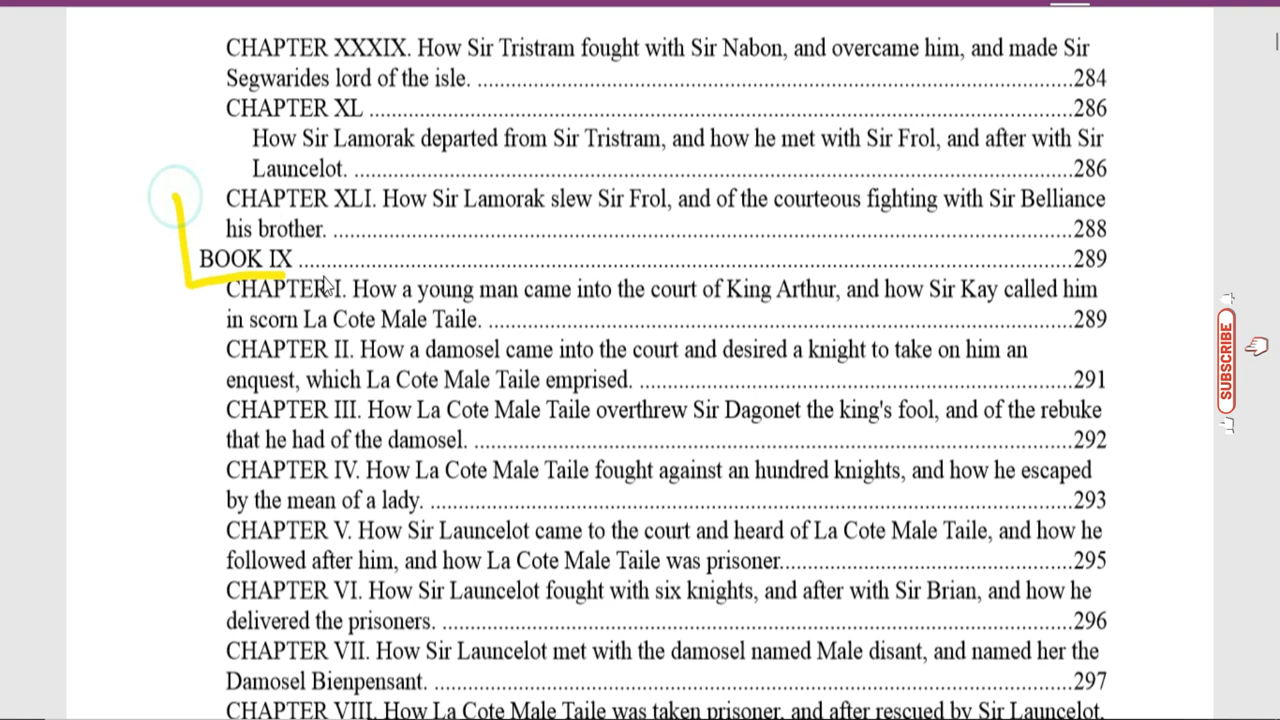 CHAPTER XXXIX. How Sir Tristram fought with Sir Nabon, and overcame him, and made Sir
Segwarides lord of the isle. ........................................................................................................284
CHAPTER XL ........................................................................................................286
How Sir Lamorak departed from Sir Tristram, and how he met with Sir Frol, and after with Sir
Launcelot. ........................................................................................................286
CHAPTER XLI. How Sir Lamorak slew Sir Frol, and of the courteous fighting with Sir Belliance
his brother. ........................................................................................................288
BOOK IX ........................................................................................................289
CHAPTER I. How a young man came into the court of King Arthur, and how Sir Kay called him
in scorn La Cote Male Taile. ........................................................................................................289
CHAPTER II. How a damosel came into the court and desired a knight to take on him an
enquest, which La Cote Male Taile emprised. ................................................................................291
CHAPTER III. How La Cote Male Taile overthrew Sir Dagonet the king's fool, and of the rebuke
that he had of the damosel. ........................................................................................................292
CHAPTER IV. How La Cote Male Taile fought against an hundred knights, and how he escaped
by the mean of a lady. ........................................................................................................293
CHAPTER V. How Sir Launcelot came to the court and heard of La Cote Male Taile, and how he
followed after him, and how La Cote Male Taile was prisoner......................................................295
CHAPTER VI. How Sir Launcelot fought with six knights, and after with Sir Brian, and how he
delivered the prisoners. ........................................................................................................296
CHAPTER VII. How Sir Launcelot met with the damosel named Male disant, and named her the
Damosel Bienpensant. ........................................................................................................297
CHAPTER VIII. How La Cote Male Taile was taken prisoner, and after rescued by Sir Launcelot,
SUBSCRIBE